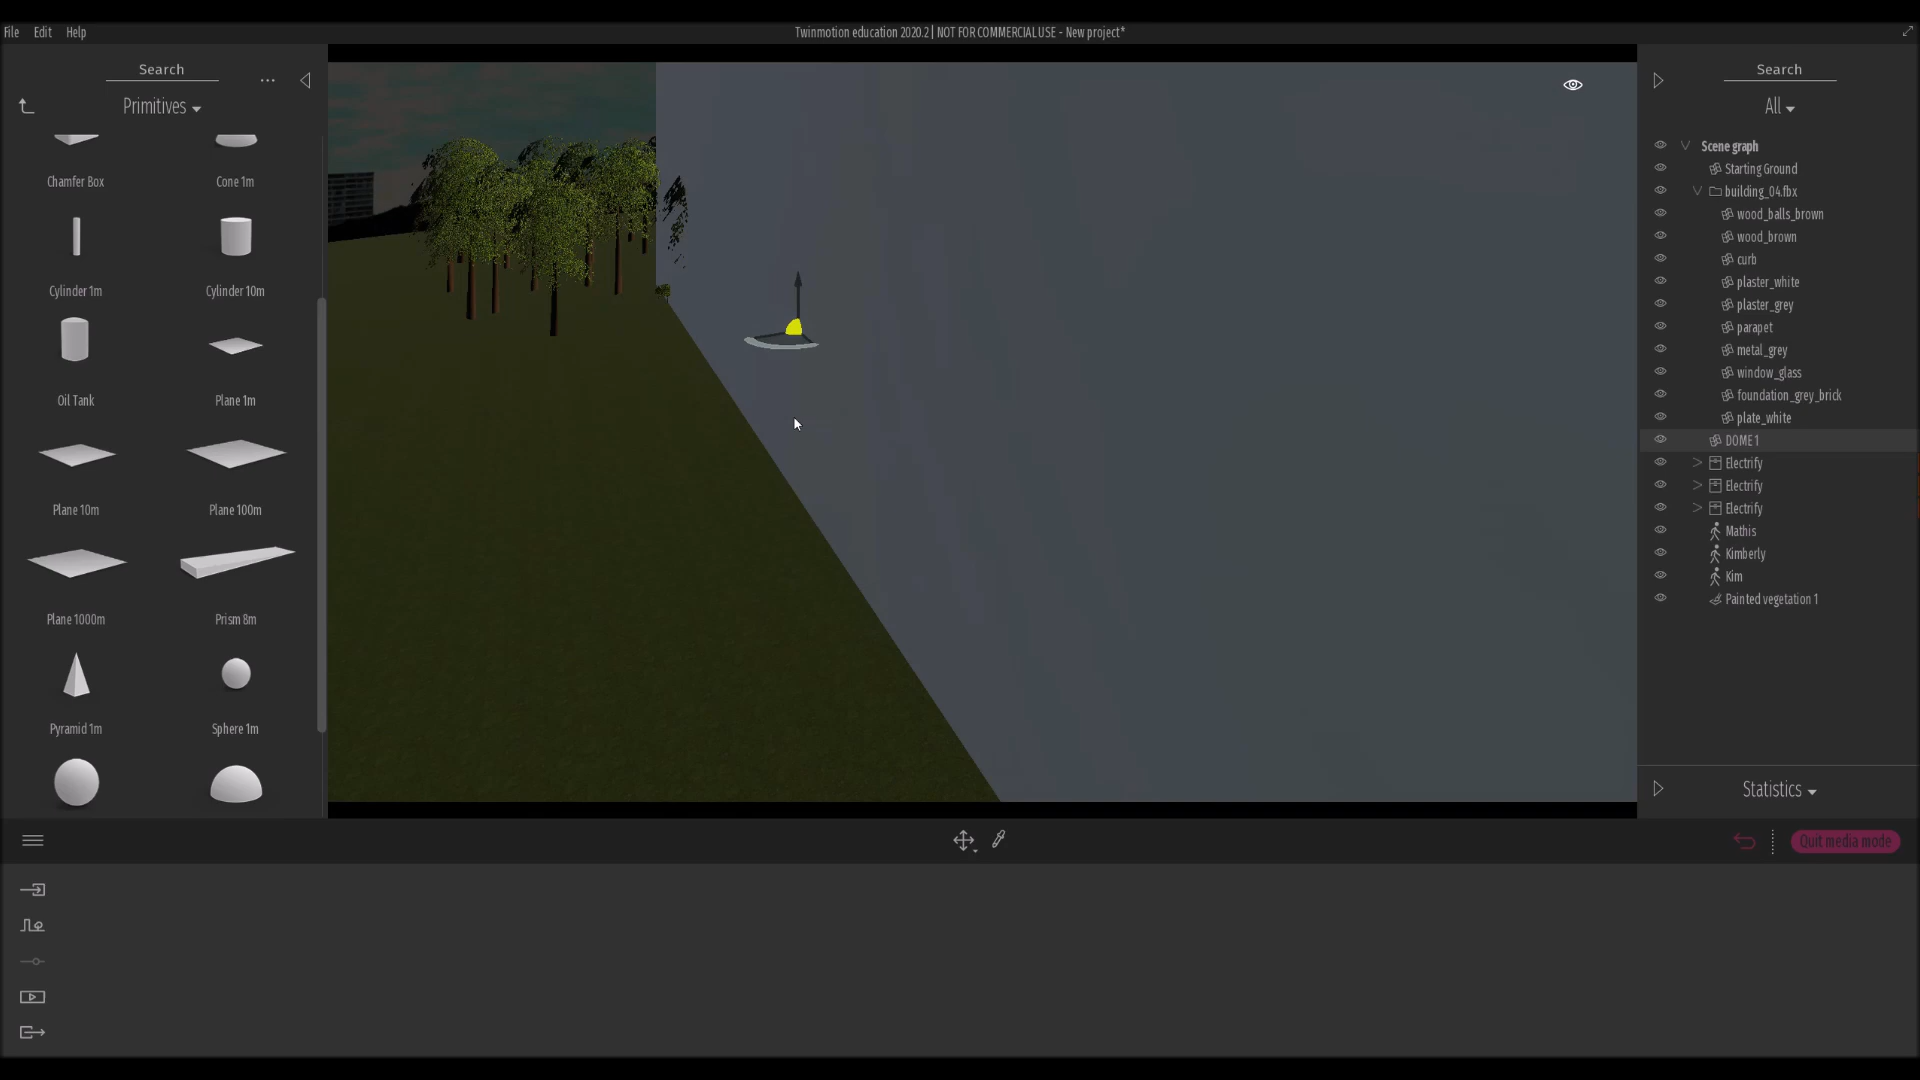 File Edit Help
Twinmotion education 2020.2 | NOT FOR COMMERCIAL USE - New project*
Search
...
Primitives
Chamfer Box
Cone 1m
Cylinder 1m
Cylinder 10m
Oil Tank
Plane 1m
Plane 10m
Plane 100m
Plane 1000m
Prism 8m
Pyramid 1m
Sphere 1m
Search
All
Scene graph
Starting Ground
building_04.fbx
wood_balls_brown
wood_brown
curb
plaster_white
plaster_grey
parapet
metal_grey
window_glass
foundation_grey_brick
plate_white
DOME 1
Electrify
Electrify
Electrify
Mathis
Kimberly
Kim
Painted vegetation 1
Statistics
Quit media mode